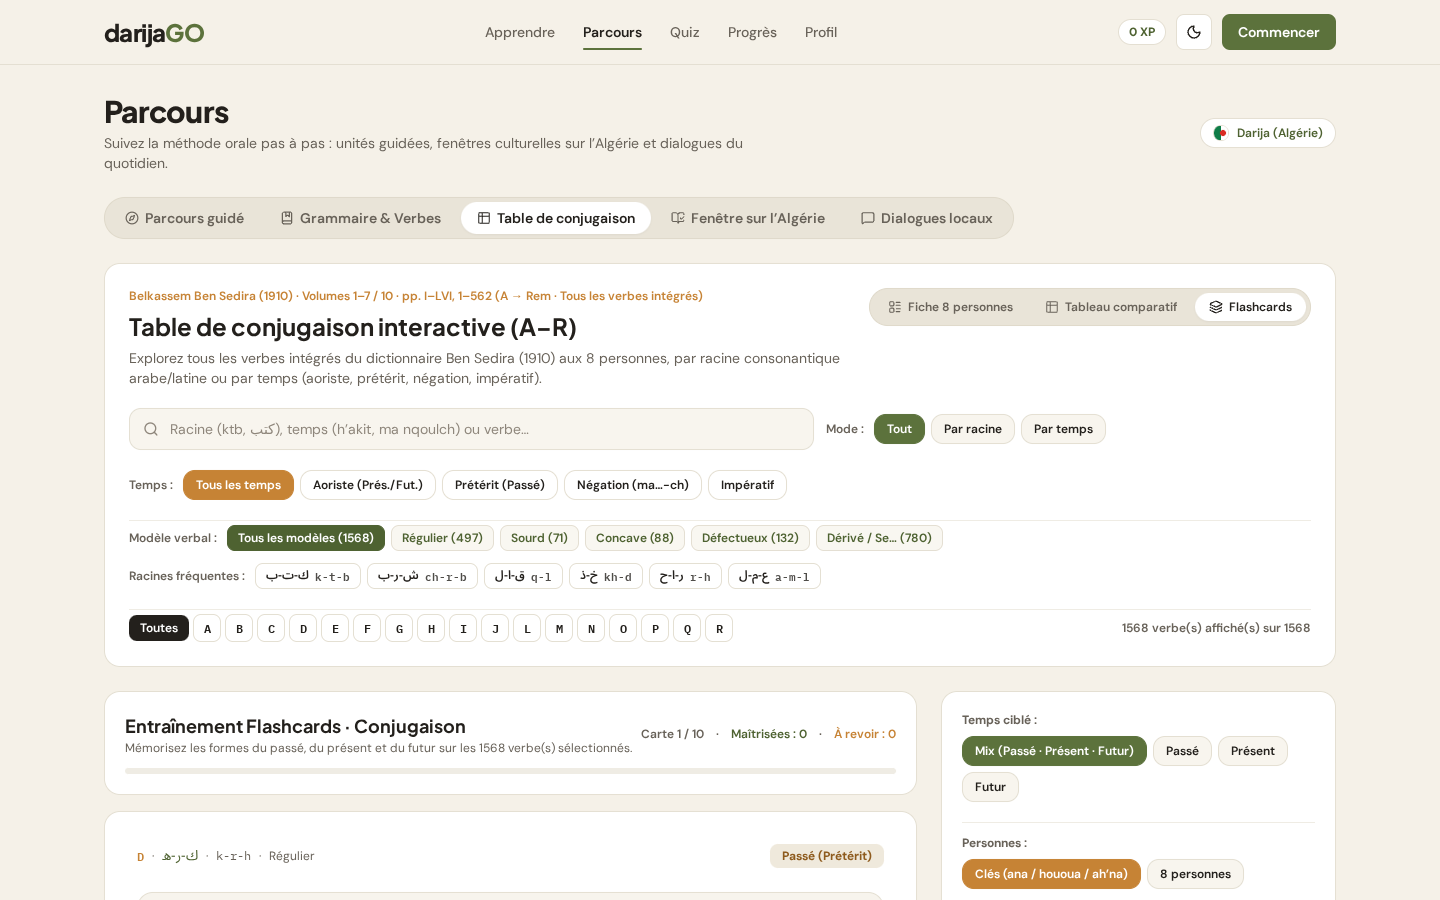 darijaGO
Apprendre
Parcours
Quiz
Progrès
Profil
0 XP
Commencer
Parcours
Suivez la méthode orale pas à pas : unités guidées, fenêtres culturelles sur l’Algérie et dialogues du
quotidien.
Darija (Algérie)
Parcours guidé
Grammaire & Verbes
Table de conjugaison
Fenêtre sur l’Algérie
Dialogues locaux
Belkassem Ben Sedira (1910) · Volumes 1–7 / 10 · pp. I–LVI, 1–562 (A → Rem · Tous les verbes intégrés)
Fiche 8 personnes
Tableau comparatif
Flashcards
Table de conjugaison interactive (A–R)
Explorez tous les verbes intégrés du dictionnaire Ben Sedira (1910) aux 8 personnes, par racine consonantique
arabe/latine ou par temps (aoriste, prétérit, négation, impératif).
Racine (ktb, كتب), temps (h’akit, ma nqoulch) ou verbe...
Mode :
Tout
Par racine
Par temps
Temps :
Tous les temps
Aoriste (Prés./Fut.)
Prétérit (Passé)
Négation (ma...-ch)
Impératif
Modèle verbal :
Tous les modèles (1568)
Régulier (497)
Sourd (71)
Concave (88)
Défectueux (132)
Dérivé / Se... (780)
Racines fréquentes :
ك-ت-ب k-t-b
ش-ر-ب ch-r-b
ق-ا-ل q-l
خ-ذ kh-d
ر-ا-ح r-h
ع-م-ل a-m-l
Toutes A B C D E F G H I J L M N O P Q R
1568 verbe(s) affiché(s) sur 1568
Entraînement Flashcards · Conjugaison
Mémorisez les formes du passé, du présent et du futur sur les 1568 verbe(s) sélectionnés.
Carte 1 / 10 · Maîtrisées : 0 · À revoir : 0
D · ك-ر-ه · k-r-h · Régulier
Passé (Prétérit)
Temps ciblé :
Mix (Passé · Présent · Futur)
Passé
Présent
Futur
Personnes :
Clés (ana / hououa / ah’na)
8 personnes